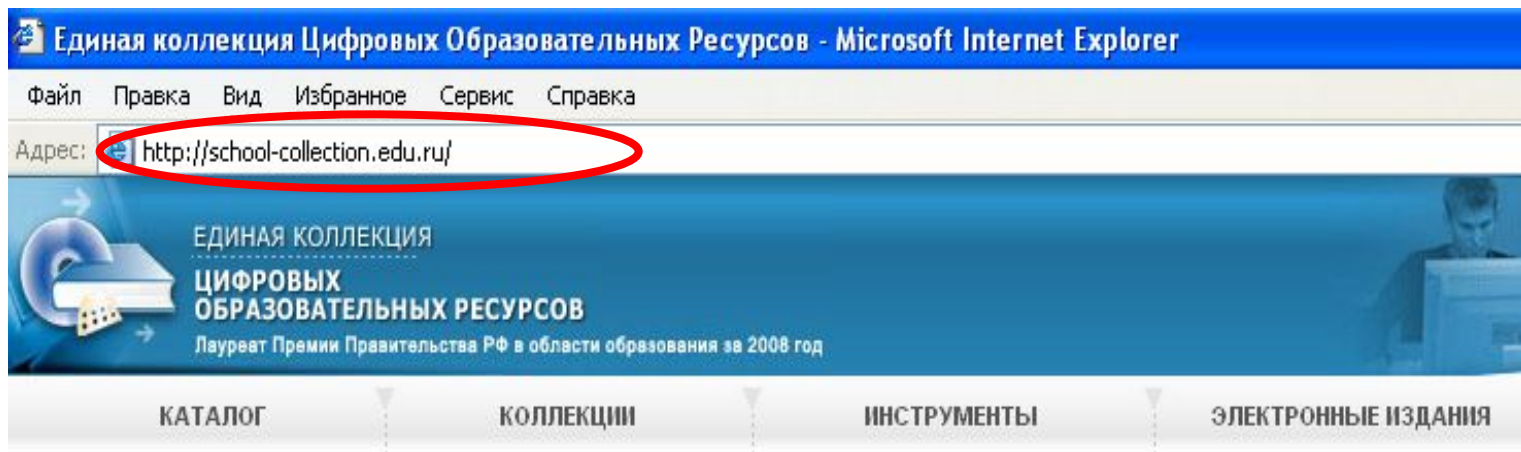 Единая коллекция Цифровых Образовательных Ресурсов - Microsoft Internet Explorer
Файл Правка Вид Избранное Сервис Справка
Адрес: http://school-collection.edu.ru/
ЕДИНАЯ КОЛЛЕКЦИЯ
ЦИФРОВЫХ
ОБРАЗОВАТЕЛЬНЫХ РЕСУРСОВ
Лауреат Премии Правительства РФ в области образования за 2008 год
КАТАЛОГ КОЛЛЕКЦИИ ИНСТРУМЕНТЫ ЭЛЕКТРОННЫЕ ИЗДАНИЯ